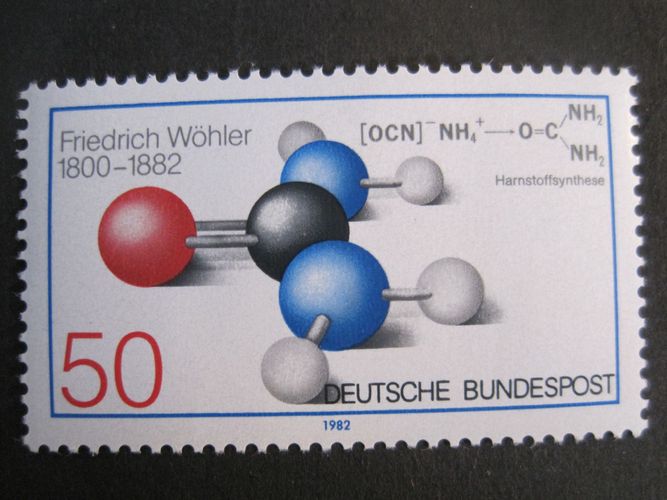 Friedrich Wöhler
1800–1882
[OCN]⁻NH₄⁺→O=C
NH₂
NH₂
Harnstoffsynthese
50
DEUTSCHE BUNDESPOST
1982